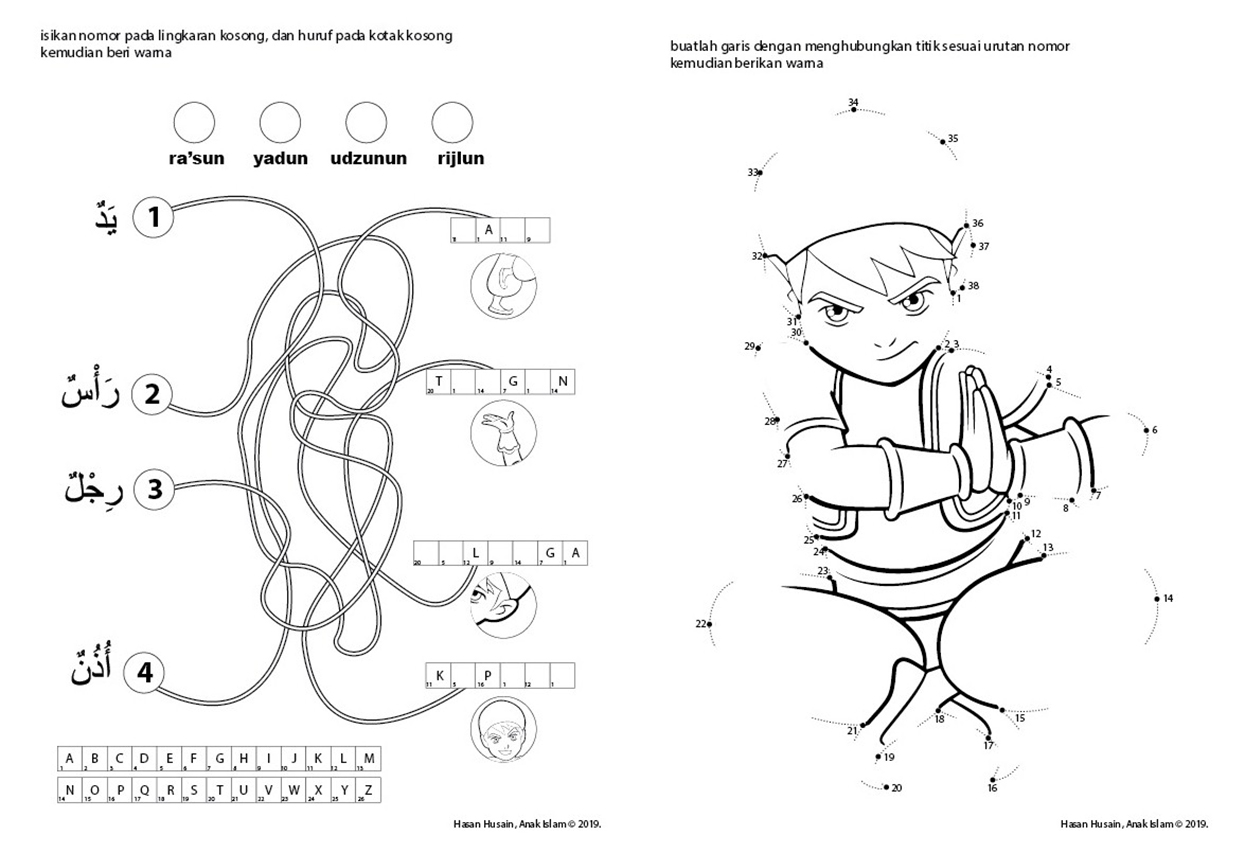 isikan nomor pada lingkaran kosong, dan huruf pada kotak kosong
kemudian beri warna
ra'sun yadun udzunun rijlun
يَدٌّ 1
A
11 1 11 9
رَأْسٌ 2
T G N
20 1 14 7 1 14
رِجْلٌ 3
L G A
20 5 12 9 14 7 1
أُذُنٌ 4
K P
11 5 16 1 12 1
A B C D E F G H I J K L M
1 2 3 4 5 6 7 8 9 10 11 12 13
N O P Q R S T U V W X Y Z
14 15 16 17 18 19 20 21 22 23 24 25 26
Hasan Husain, Anak Islam © 2019.
buatlah garis dengan menghubungkan titik sesuai urutan nomor
kemudian berikan warna
34
35
33
36
37
32
38
1
31
30
29
2 3
4
5
28
6
27
26
7
8
9
10
11
25
12
24
13
23
14
22
15
18
21
17
19
16
20
Hasan Husain, Anak Islam © 2019.